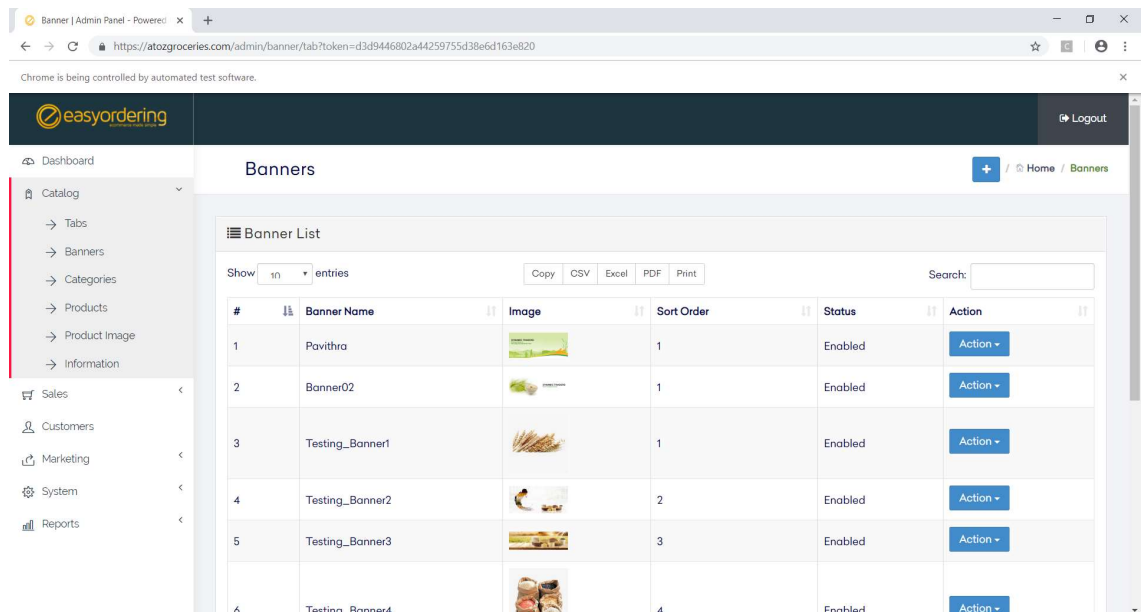 Banner | Admin Panel - Powered
https://atozgroceries.com/admin/banner/tab?token=d3d9446802a44259755d38e6d163e820
Chrome is being controlled by automated test software.
easyordering
Logout
Dashboard
Banners
+ / Home / Banners
Catalog
Tabs
Banners
Categories
Products
Product Image
Information
Sales
Customers
Marketing
System
Reports
Banner List
Show 10 entries
Copy CSV Excel PDF Print
Search:
# Banner Name Image Sort Order Status Action
1 Pavithra 1 Enabled Action
2 Banner02 1 Enabled Action
3 Testing_Banner1 1 Enabled Action
4 Testing_Banner2 2 Enabled Action
5 Testing_Banner3 3 Enabled Action
6 Testing_Banner4 4 Enabled Action